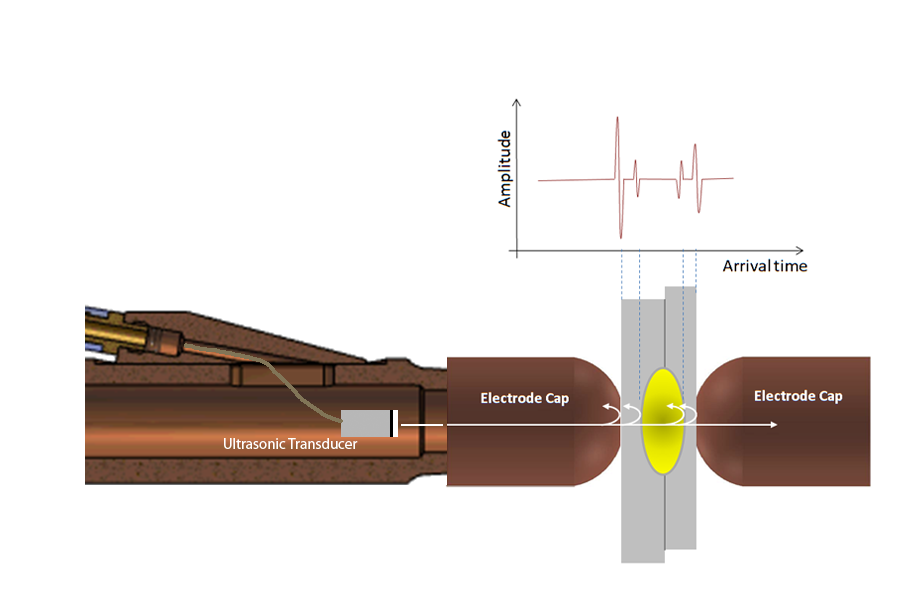 Amplitude
Arrival time
Electrode Cap
Electrode Cap
Ultrasonic Transducer